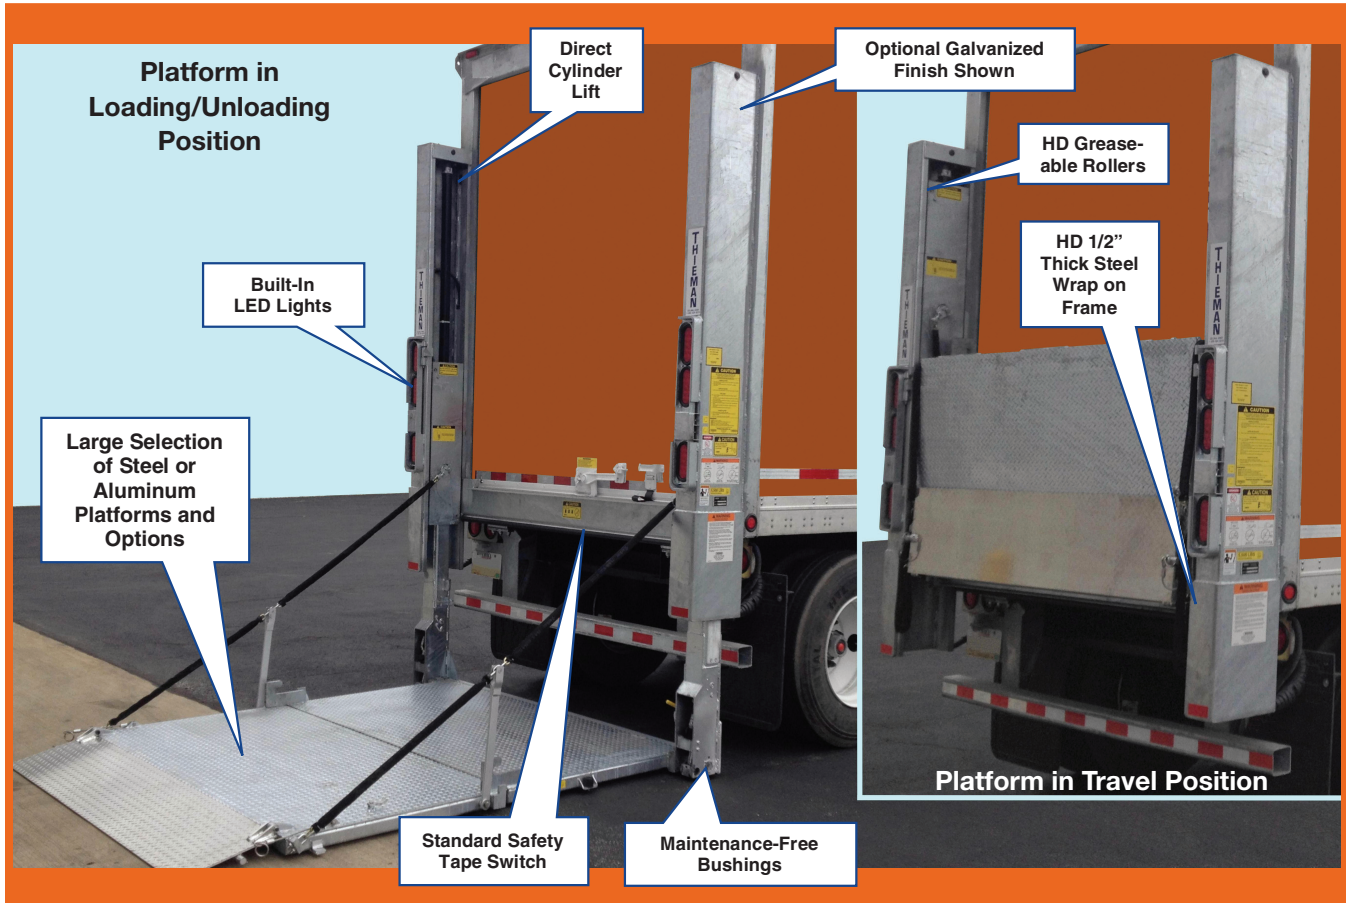 Platform in
Loading/Unloading
Position
Direct
Cylinder
Lift
Optional Galvanized
Finish Shown
HD Grease-
able Rollers
HD 1/2”
Thick Steel
Wrap on
Frame
Built-In
LED Lights
Large Selection
of Steel or
Aluminum
Platforms and
Options
THIEMAN
THIEMAN
THIEMAN
THIEMAN
CAUTION
CAUTION
Platform in Travel Position
Standard Safety
Tape Switch
Maintenance-Free
Bushings